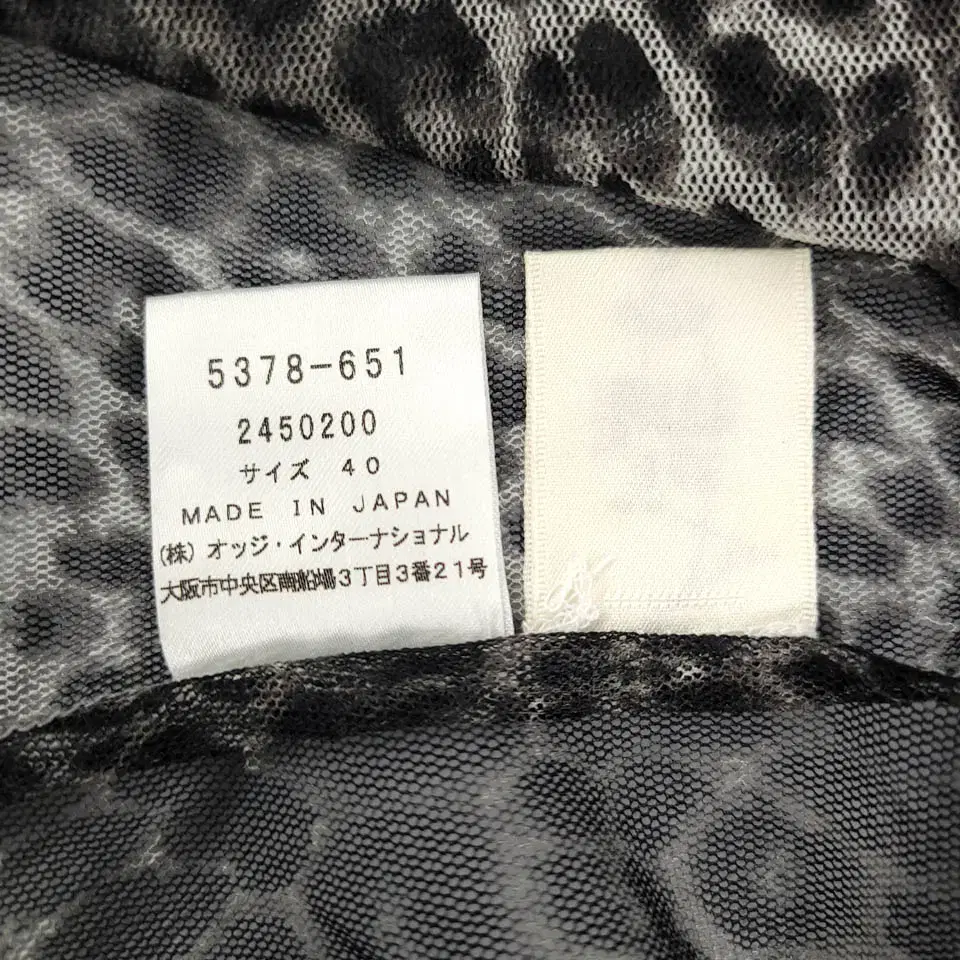 5378-651
2450200
サイズ 40
MADE IN JAPAN
(株) オッジ・インターナショナル
大阪市中央区南船場3丁目3番21号